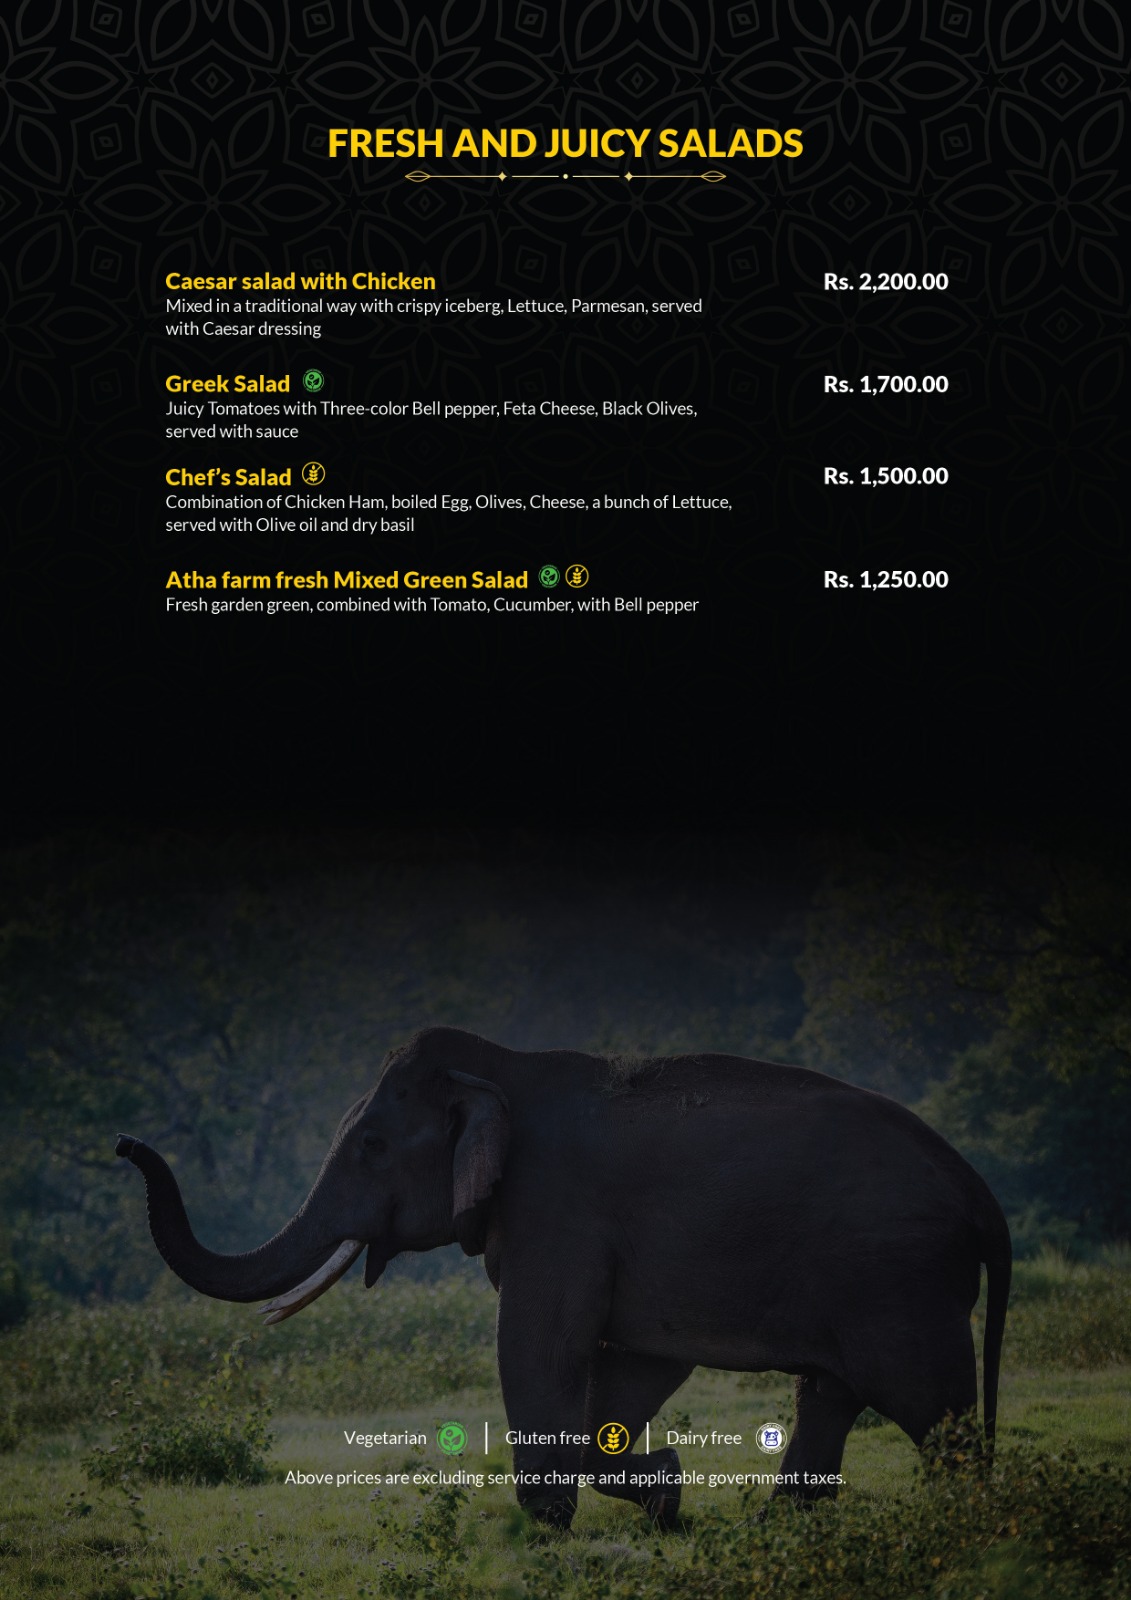 FRESH AND JUICY SALADS
Caesar salad with Chicken Rs. 2,200.00
Mixed in a traditional way with crispy iceberg, Lettuce, Parmesan, served
with Caesar dressing
Greek Salad Rs. 1,700.00
Juicy Tomatoes with Three-color Bell pepper, Feta Cheese, Black Olives,
served with sauce
Chef’s Salad Rs. 1,500.00
Combination of Chicken Ham, boiled Egg, Olives, Cheese, a bunch of Lettuce,
served with Olive oil and dry basil
Atha farm fresh Mixed Green Salad Rs. 1,250.00
Fresh garden green, combined with Tomato, Cucumber, with Bell pepper
Vegetarian | Gluten free | Dairy free
Above prices are excluding service charge and applicable government taxes.